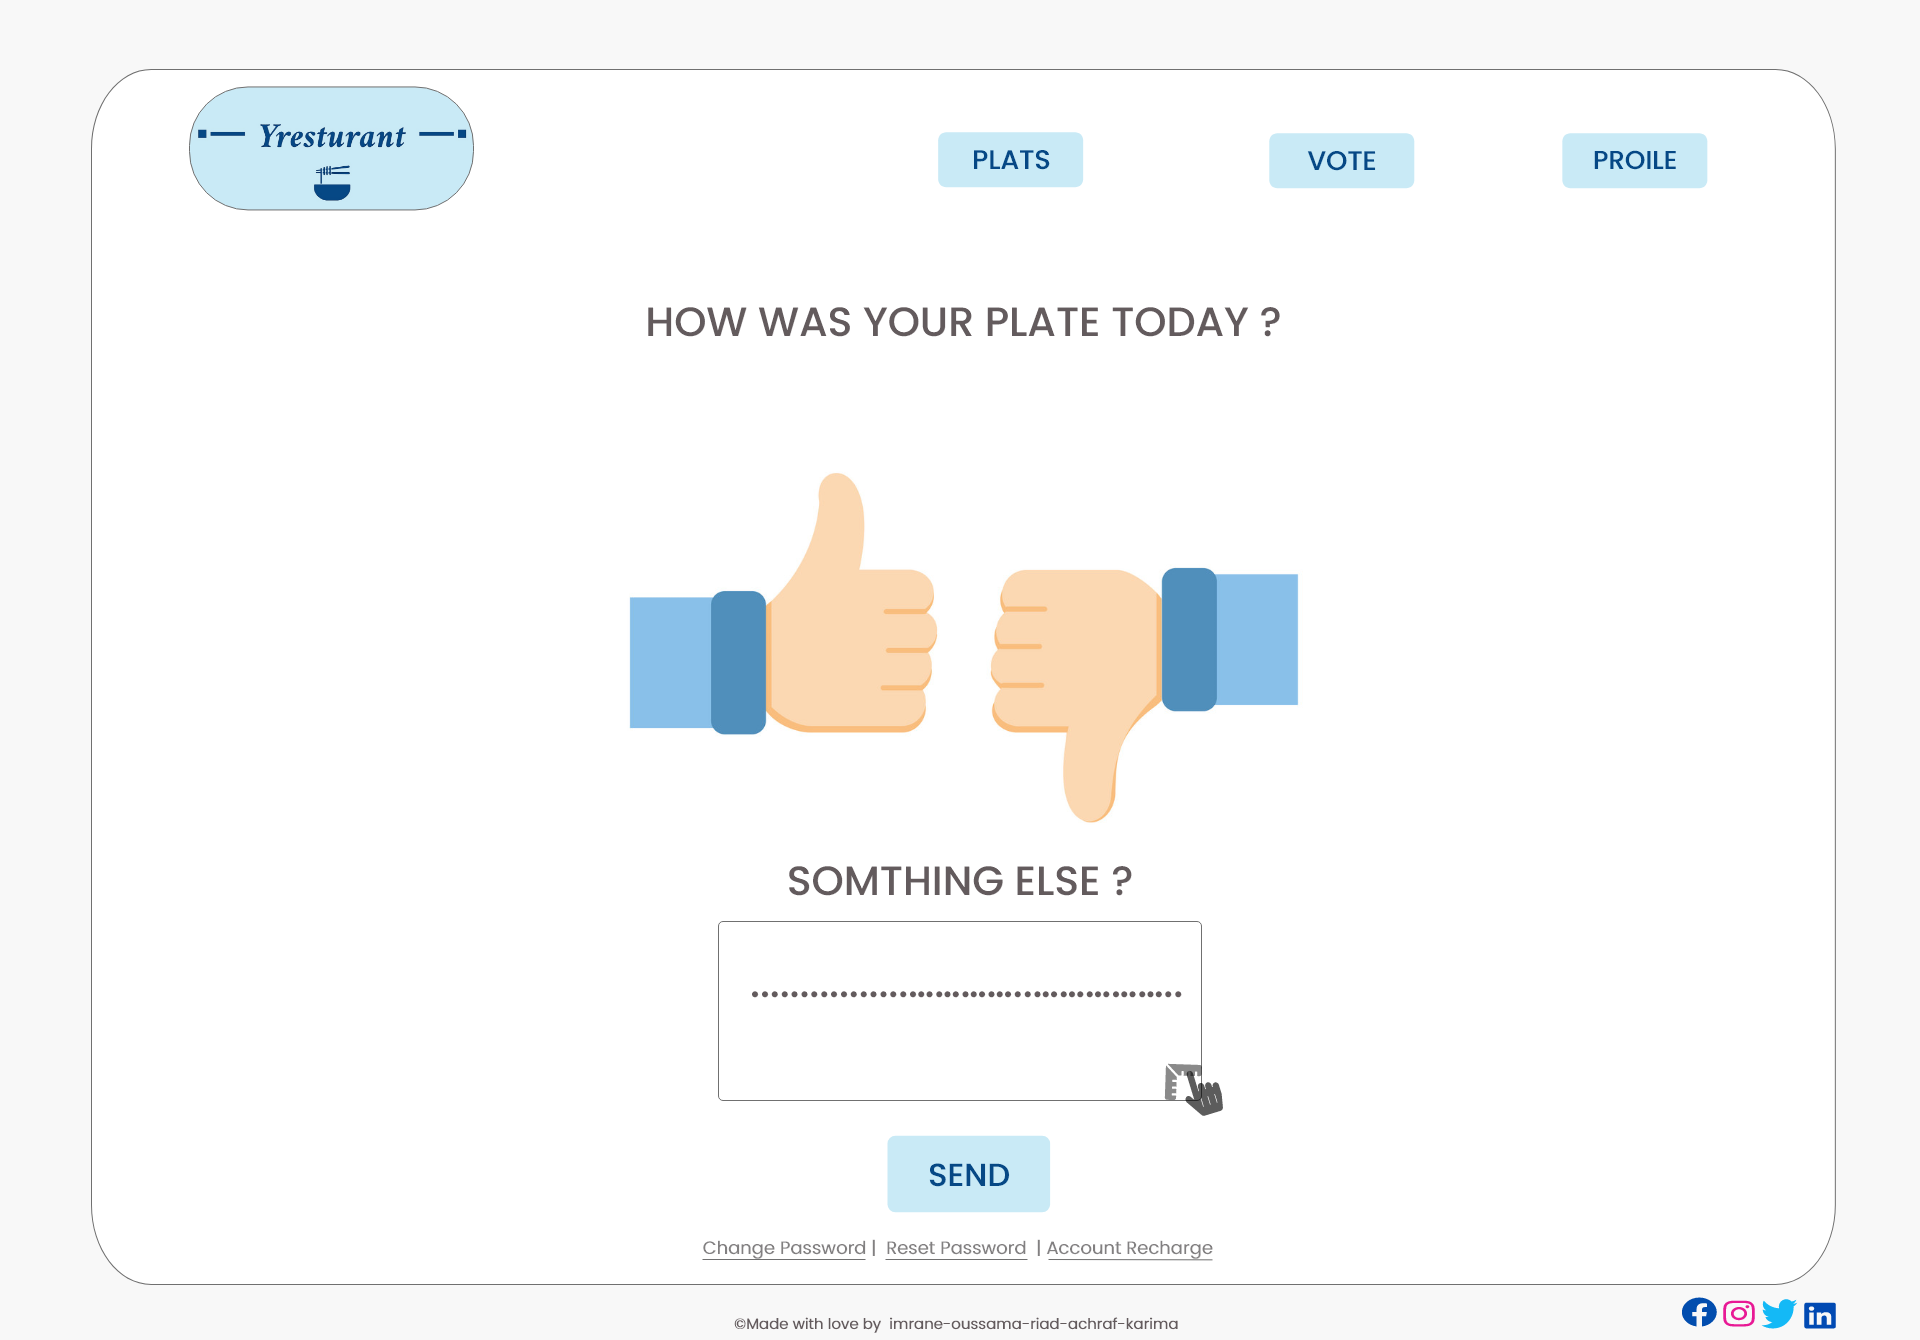 Yresturant
PLATS
VOTE
PROILE
HOW WAS YOUR PLATE TODAY ?
SOMTHING ELSE ?
SEND
Change Password | Reset Password | Account Recharge
©Made with love by imrane-oussama-riad-achraf-karima